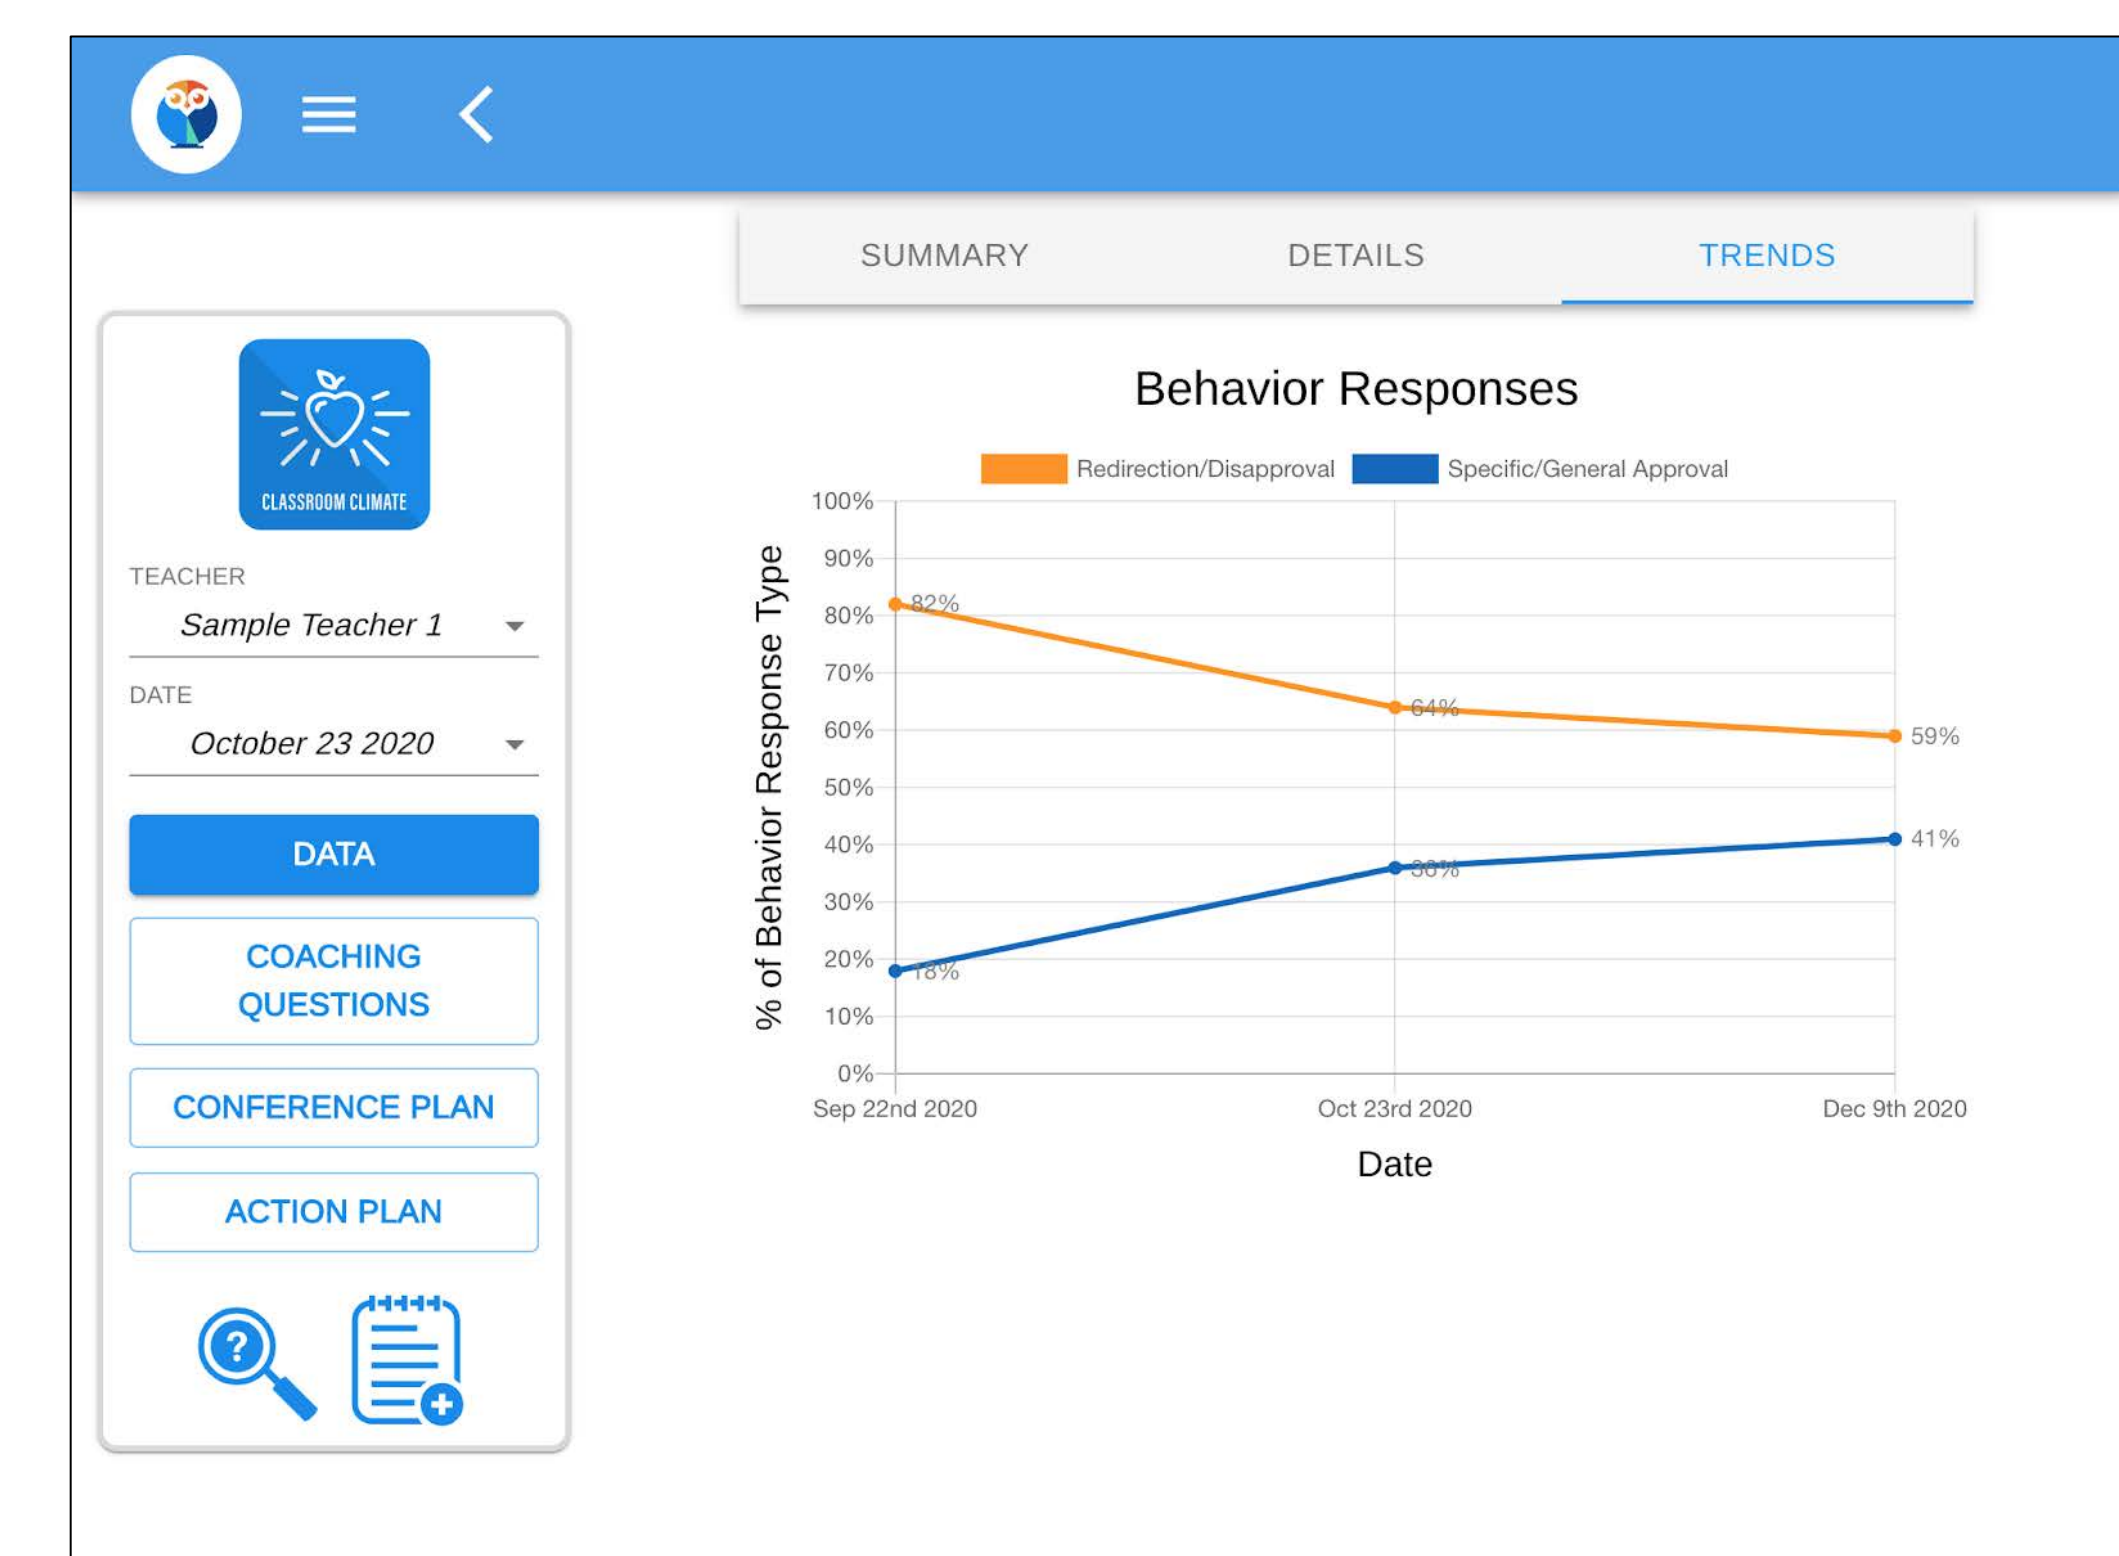 SUMMARY DETAILS TRENDS
CLASSROOM CLIMATE
TEACHER
Sample Teacher 1
DATE
October 23 2020
DATA
COACHING
QUESTIONS
CONFERENCE PLAN
ACTION PLAN
?
Behavior Responses
Redirection/Disapproval Specific/General Approval
% of Behavior Response Type
100%
90%
80%
70%
60%
50%
40%
30%
20%
10%
0%
82%
64%
59%
18%
36%
41%
Sep 22nd 2020 Oct 23rd 2020 Dec 9th 2020
Date